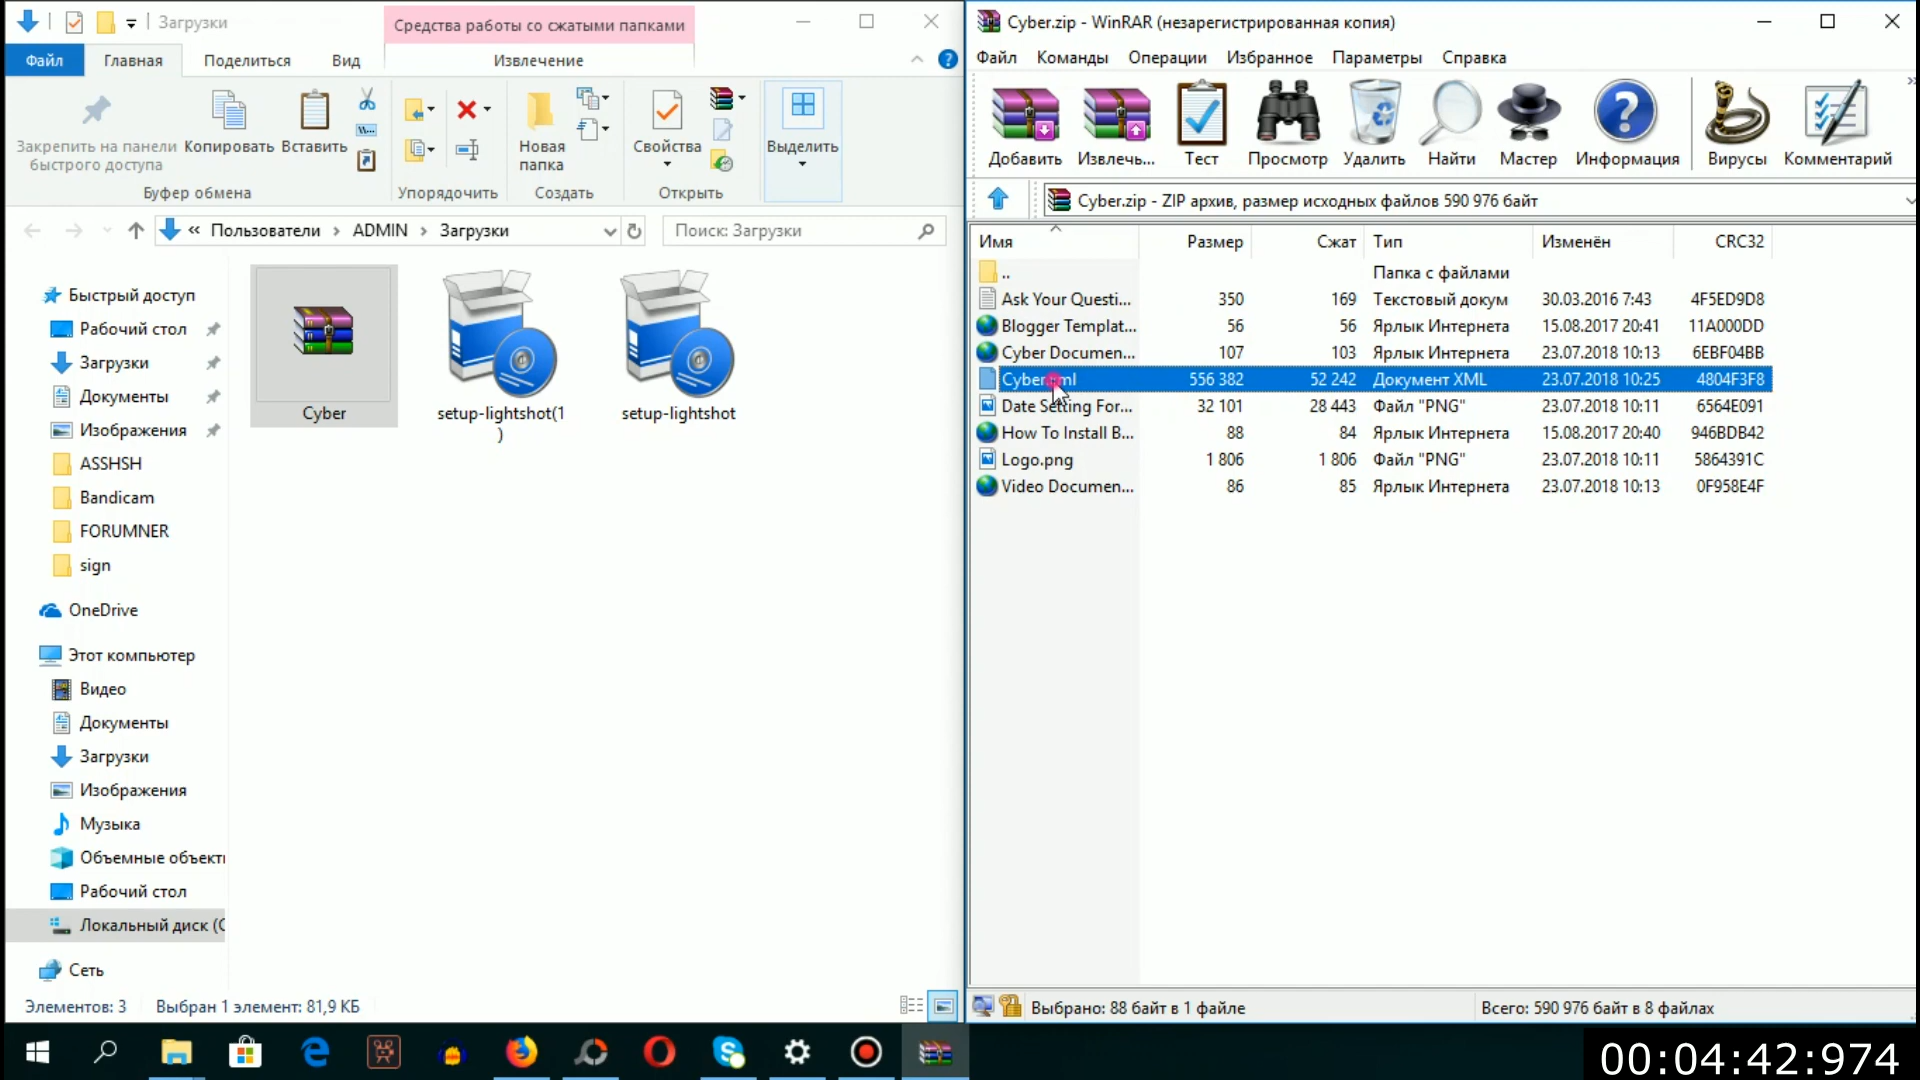 Загрузки
Средства работы со сжатыми папками
Файл
Главная
Поделиться
Вид
Извлечение
Закрепить на панели быстрого доступа
Копировать
Вставить
Буфер обмена
Упорядочить
Новая папка
Создать
Свойства
Открыть
Выделить
« Пользователи › ADMIN › Загрузки
Поиск: Загрузки
Быстрый доступ
Рабочий стол
Загрузки
Документы
Изображения
ASSHSH
Bandicam
FORUMNER
sign
OneDrive
Этот компьютер
Видео
Документы
Загрузки
Изображения
Музыка
Объемные объект
Рабочий стол
Локальный диск (C
Сеть
Cyber
setup-lightshot(1)
setup-lightshot
Элементов: 3
Выбран 1 элемент: 81,9 КБ
Cyber.zip - WinRAR (незарегистрированная копия)
Файл Команды Операции Избранное Параметры Справка
Добавить Извлечь... Тест Просмотр Удалить Найти Мастер Информация Вирусы Комментарий
Cyber.zip - ZIP архив, размер исходных файлов 590 976 байт
Имя Размер Сжат Тип Изменён CRC32
.. Папка с файлами
Ask Your Questi... 350 169 Текстовый докум 30.03.2016 7:43 4F5ED9D8
Blogger Templat... 56 56 Ярлык Интернета 15.08.2017 20:41 11A000DD
Cyber Documen... 107 103 Ярлык Интернета 23.07.2018 10:13 6EBF04BB
Cyber.xml 556 382 52 242 Документ XML 23.07.2018 10:25 4804F3F8
Date Setting For... 32 101 28 443 Файл "PNG" 23.07.2018 10:11 6564E091
How To Install B... 88 84 Ярлык Интернета 15.08.2017 20:40 946BDB42
Logo.png 1 806 1 806 Файл "PNG" 23.07.2018 10:11 5864391C
Video Documen... 86 85 Ярлык Интернета 23.07.2018 10:13 0F958E4F
Выбрано: 88 байт в 1 файле
Всего: 590 976 байт в 8 файлах
00:04:42:974